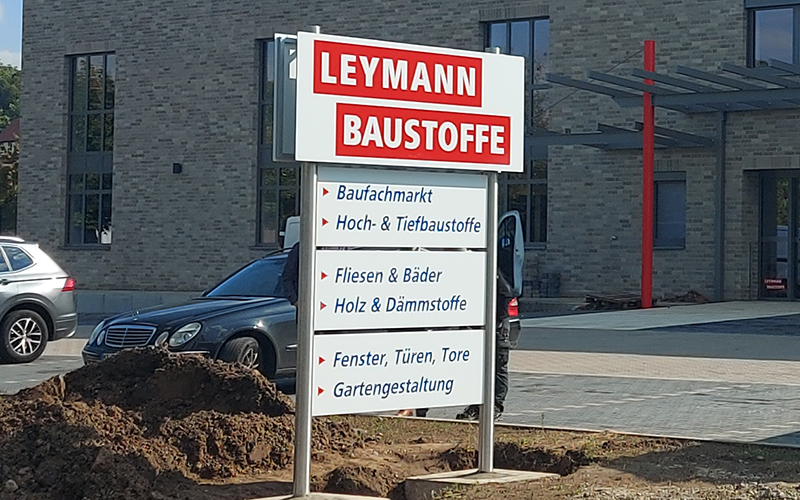 LEYMANN
BAUSTOFFE
Baufachmarkt
Hoch- & Tiefbaustoffe
Fliesen & Bäder
Holz & Dämmstoffe
Fenster, Türen, Tore
Gartengestaltung